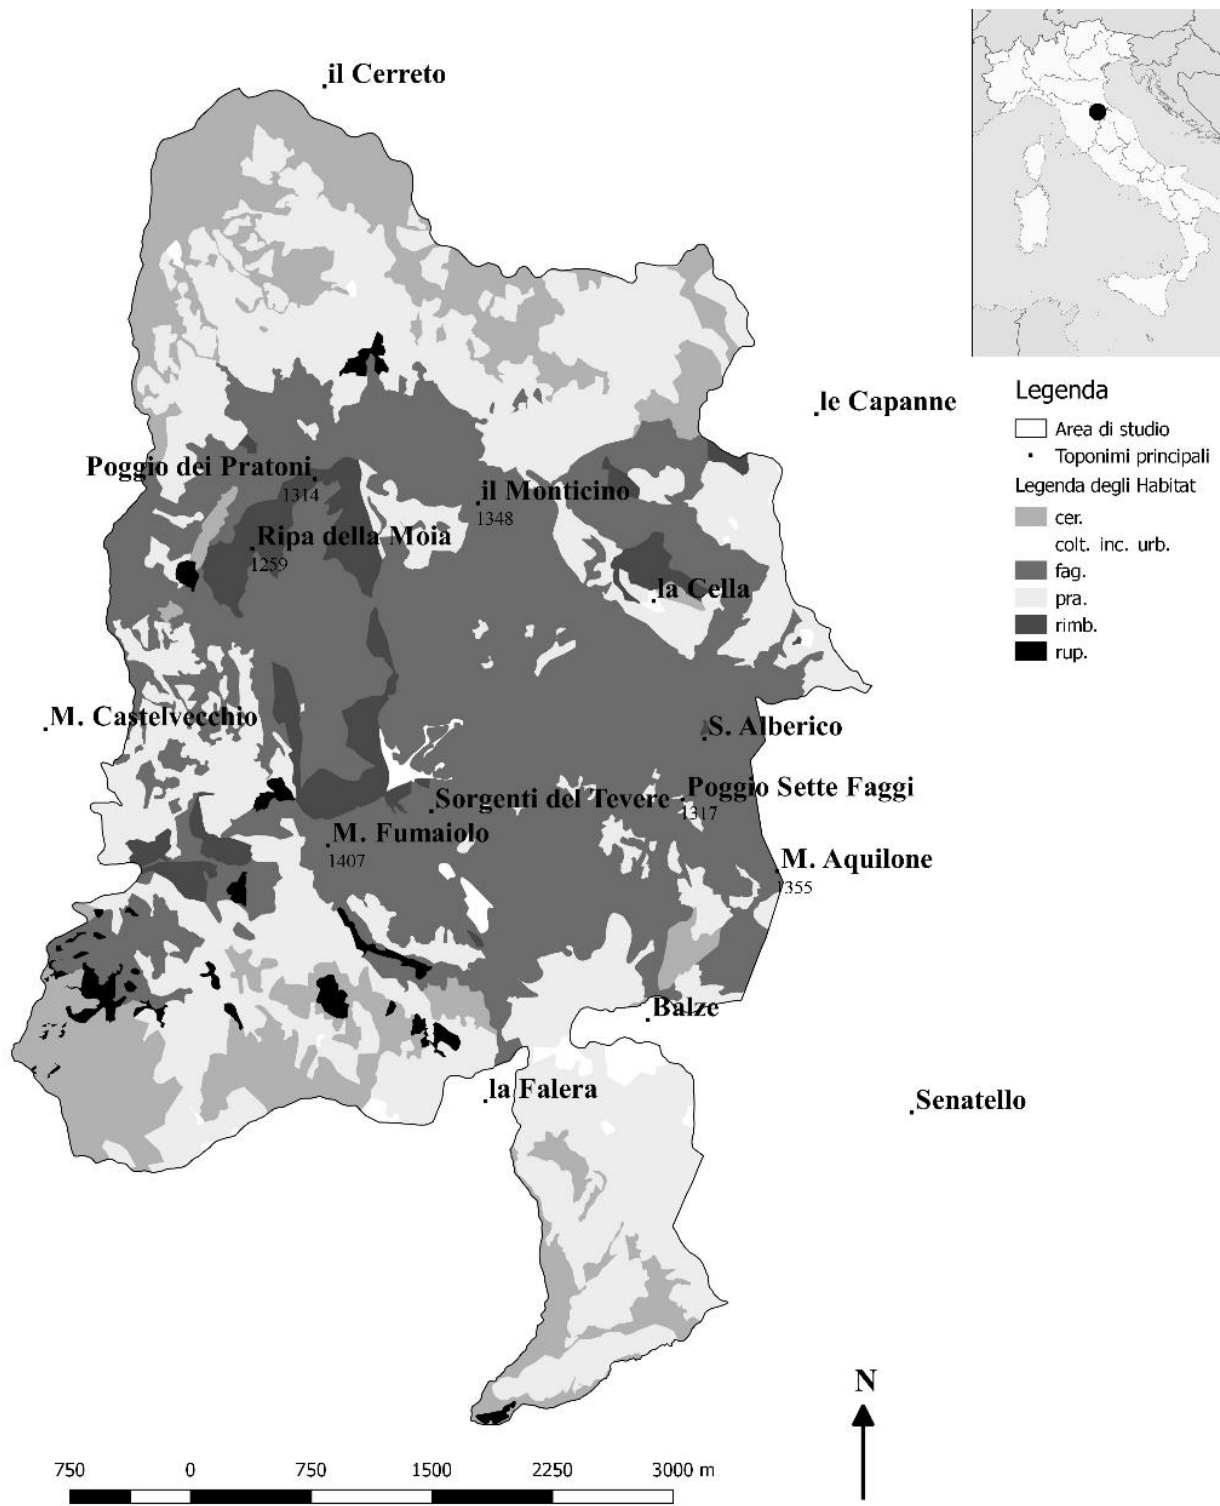 il Cerreto
Legenda
Area di studio
Toponimi principali
Legenda degli Habitat
cer.
colt. inc. urb.
fag.
pra.
rimb.
rup.
le Capanne
Poggio dei Pratoni
1314
il Monticino
1348
Ripa della Moia
1259
la Cella
M. Castelvecchio
S. Alberico
Sorgenti del Tevere
Poggio Sette Faggi
1317
M. Fumaiolo
1407
M. Aquilone
1355
Balze
la Falera
Senatello
N
750 0 750 1500 2250 3000 m